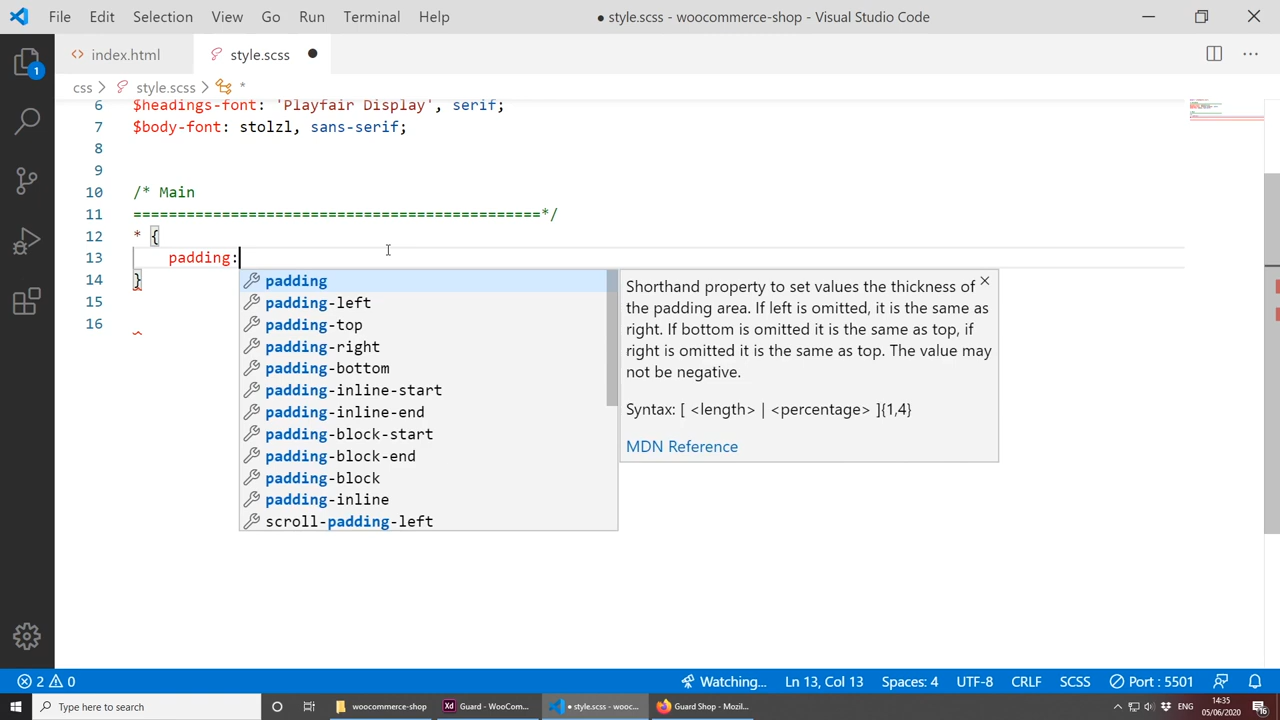 File Edit Selection View Go Run Terminal Help ● style.scss - woocommerce-shop - Visual Studio Code
index.html style.scss
css > style.scss > *
6 $headings-font: 'Playfair Display', serif;
7 $body-font: stolzl, sans-serif;
8
9
10 /* Main
11 ==============================================*/
12 * {
13 padding:
14 }
15
16
padding
padding-left
padding-top
padding-right
padding-bottom
padding-inline-start
padding-inline-end
padding-block-start
padding-block-end
padding-block
padding-inline
scroll-padding-left
Shorthand property to set values the thickness of
the padding area. If left is omitted, it is the same as
right. If bottom is omitted it is the same as top, if
right is omitted it is the same as top. The value may
not be negative.
Syntax: [ <length> | <percentage> ]{1,4}
MDN Reference
1
2 0 Watching... Ln 13, Col 13 Spaces: 4 UTF-8 CRLF SCSS Port : 5501
Type here to search woocommerce-shop Guard - WooCom... ● style.scss - wooc... Guard Shop - Mozil... ENG 14:35
05/06/2020 16